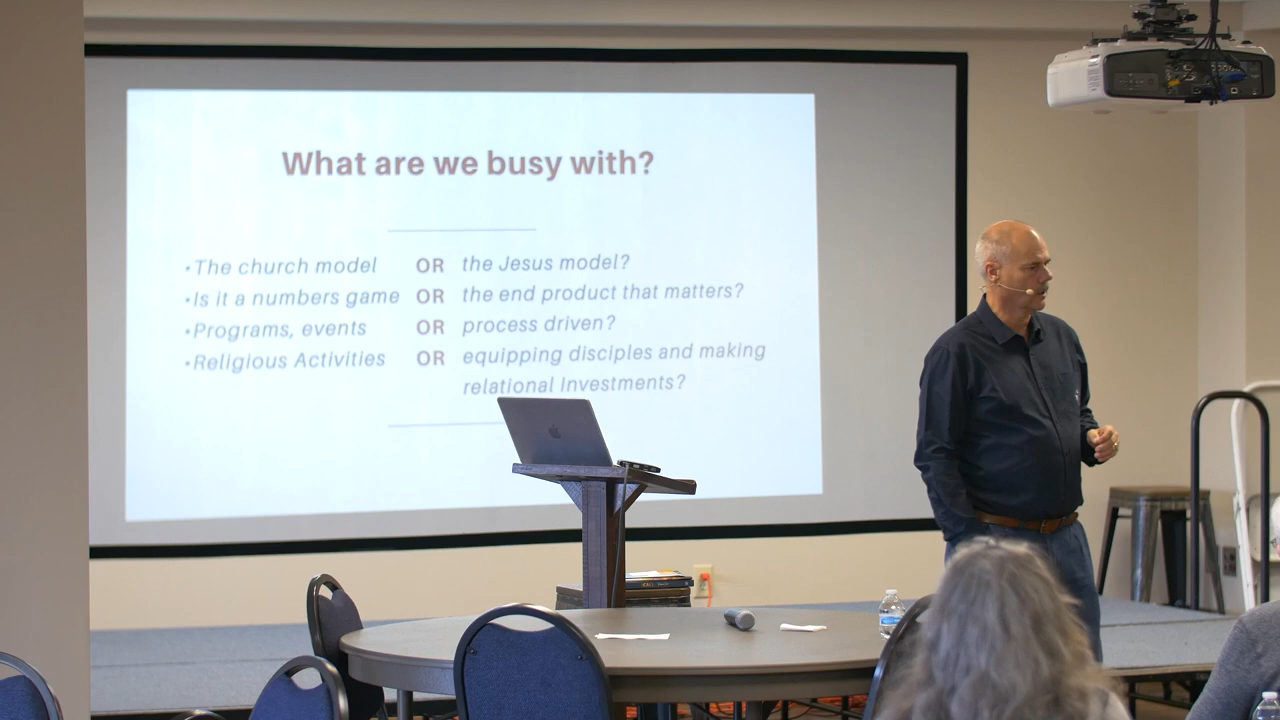 What are we busy with?
•The church model OR the Jesus model?
•Is it a numbers game OR the end product that matters?
•Programs, events OR process driven?
•Religious Activities OR equipping disciples and making
relational Investments?